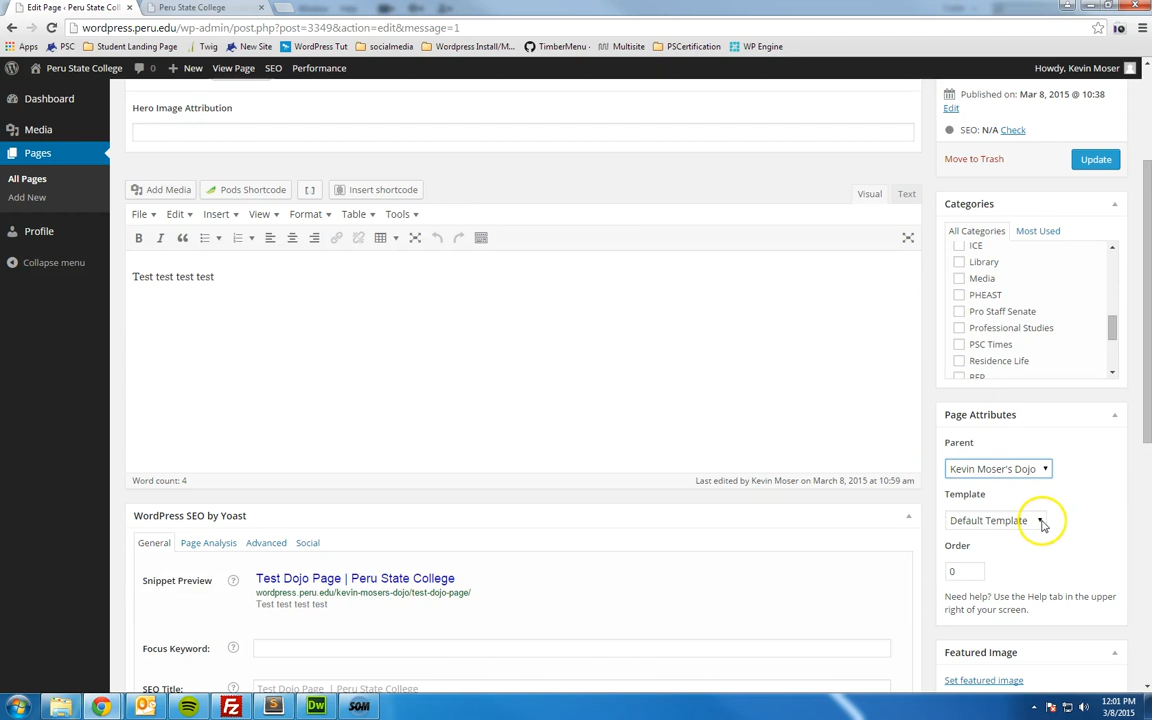 Edit Page ‹ Peru State Coll
Peru State College
wordpress.peru.edu/wp-admin/post.php?post=3349&action=edit&message=1
Apps PSC Student Landing Page Twig New Site WordPress Tut socialmedia Wordpress Install/M... TimberMenu · Multisite PSCertification WP Engine
Peru State College 0 + New View Page SEO Performance Howdy, Kevin Moser
Dashboard
Media
Pages
All Pages
Add New
Profile
Collapse menu
Hero Image Attribution
Add Media Pods Shortcode [ ] Insert shortcode
Visual Text
File Edit Insert View Format Table Tools
B I
Test test test test
Word count: 4 Last edited by Kevin Moser on March 8, 2015 at 10:59 am
WordPress SEO by Yoast
General Page Analysis Advanced Social
Snippet Preview ? Test Dojo Page | Peru State College
wordpress.peru.edu/kevin-mosers-dojo/test-dojo-page/
Test test test test
Focus Keyword: ?
SEO Title: ? Test Dojo Page | Peru State College
Published on: Mar 8, 2015 @ 10:38
Edit
SEO: N/A Check
Move to Trash Update
Categories
All Categories Most Used
ICE
Library
Media
PHEAST
Pro Staff Senate
Professional Studies
PSC Times
Residence Life
Page Attributes
Parent
Kevin Moser's Dojo
Template
Default Template
Order
0
Need help? Use the Help tab in the upper
right of your screen.
Featured Image
Set featured image
Fz
S
Dw
SOM
12:01 PM
3/8/2015